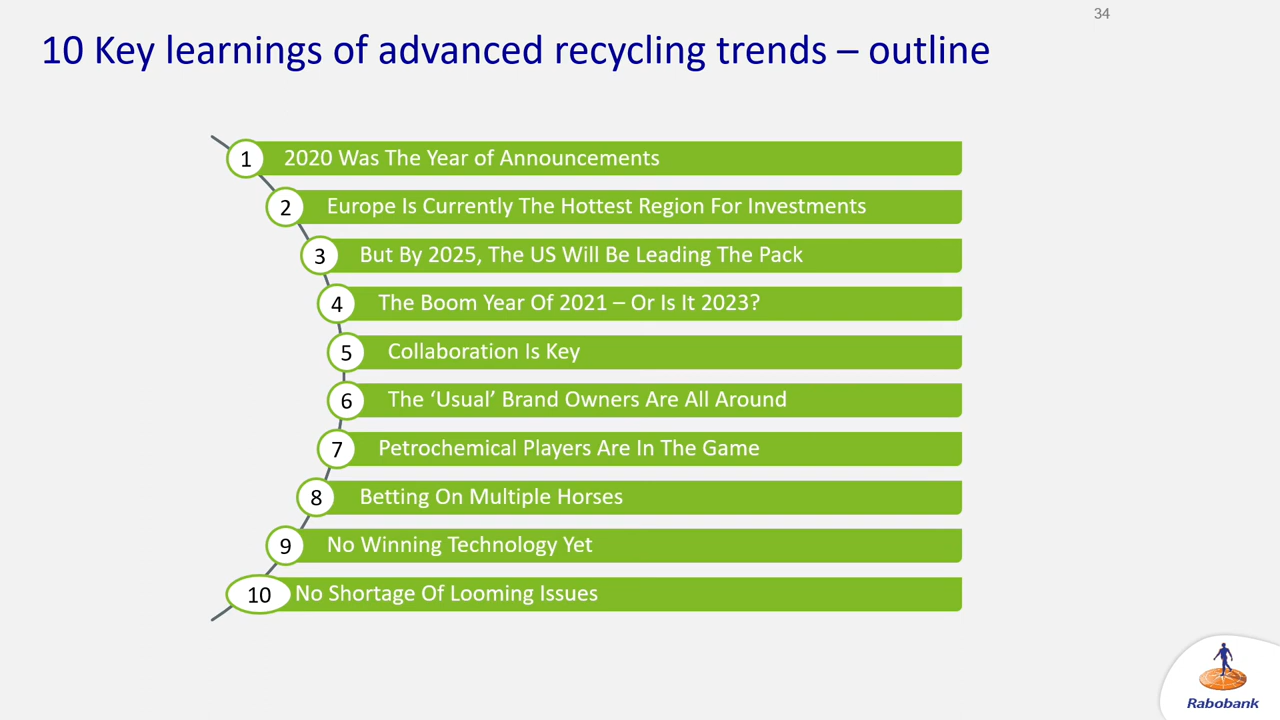 34
10 Key learnings of advanced recycling trends – outline
1 2020 Was The Year of Announcements
2 Europe Is Currently The Hottest Region For Investments
3 But By 2025, The US Will Be Leading The Pack
4 The Boom Year Of 2021 – Or Is It 2023?
5 Collaboration Is Key
6 The ‘Usual’ Brand Owners Are All Around
7 Petrochemical Players Are In The Game
8 Betting On Multiple Horses
9 No Winning Technology Yet
10 No Shortage Of Looming Issues
Rabobank